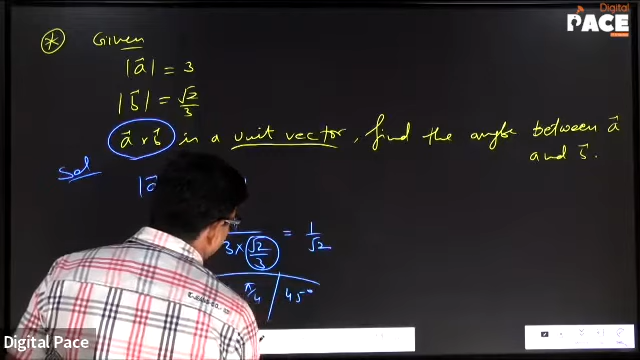 Digital
PACE
* Given
|a⃗| = 3
|b⃗| = √2/3
a⃗ × b⃗ is a unit vector, find the angle between a⃗
and b⃗.
Sol
3 × √2/3 = 1/√2
π/4 | 45°
E-JEANS
Digital Pace